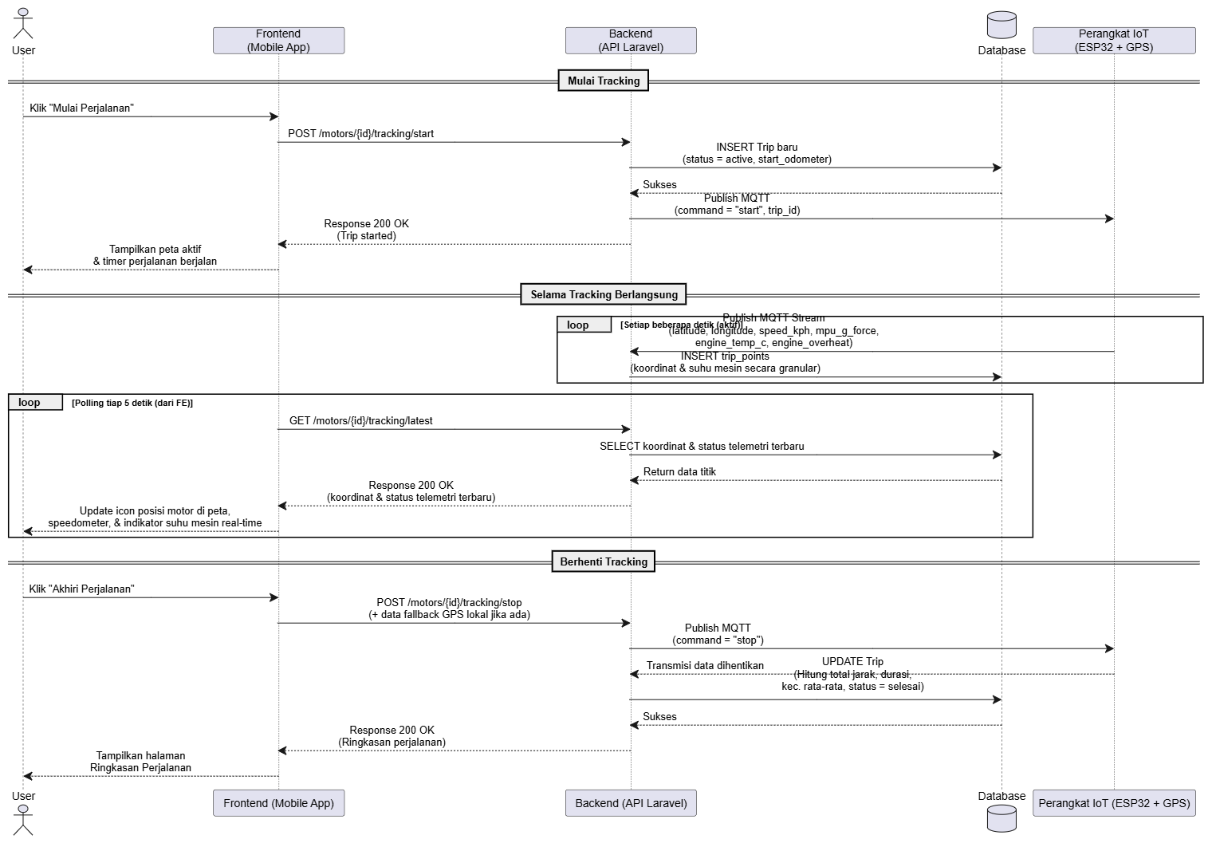 User
Frontend
(Mobile App)
Backend
(API Laravel)
Database
Perangkat IoT
(ESP32 + GPS)
Mulai Tracking
Klik "Mulai Perjalanan"
POST /motors/{id}/tracking/start
INSERT Trip baru
(status = active, start_odometer)
Sukses
Publish MQTT
(command = "start", trip_id)
Response 200 OK
(Trip started)
Tampilkan peta aktif
& timer perjalanan berjalan
Selama Tracking Berlangsung
loop
[Setiap beberapa detik (aktif)]
Publish MQTT Stream
(latitude, longitude, speed_kph, mpu_g_force,
engine_temp_c, engine_overheat)
INSERT trip_points
(koordinat & suhu mesin secara granular)
loop
[Polling tiap 5 detik (dari FE)]
GET /motors/{id}/tracking/latest
SELECT koordinat & status telemetri terbaru
Return data titik
Response 200 OK
(koordinat & status telemetri terbaru)
Update icon posisi motor di peta,
speedometer, & indikator suhu mesin real-time
Berhenti Tracking
Klik "Akhiri Perjalanan"
POST /motors/{id}/tracking/stop
(+ data fallback GPS lokal jika ada)
Publish MQTT
(command = "stop")
Transmisi data dihentikan
UPDATE Trip
(Hitung total jarak, durasi,
kec. rata-rata, status = selesai)
Sukses
Response 200 OK
(Ringkasan perjalanan)
Tampilkan halaman
Ringkasan Perjalanan
User
Frontend (Mobile App)
Backend (API Laravel)
Database
Perangkat IoT (ESP32 + GPS)